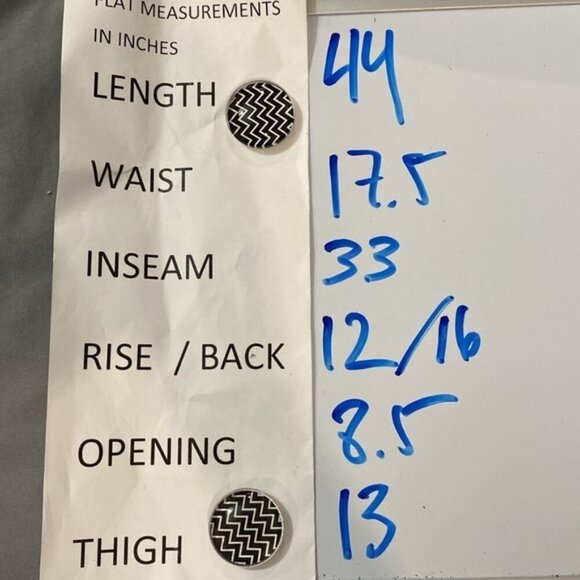 FLAT MEASUREMENTS
IN INCHES
LENGTH 44
WAIST 17.5
INSEAM 33
RISE / BACK 12/16
OPENING 8.5
THIGH 13